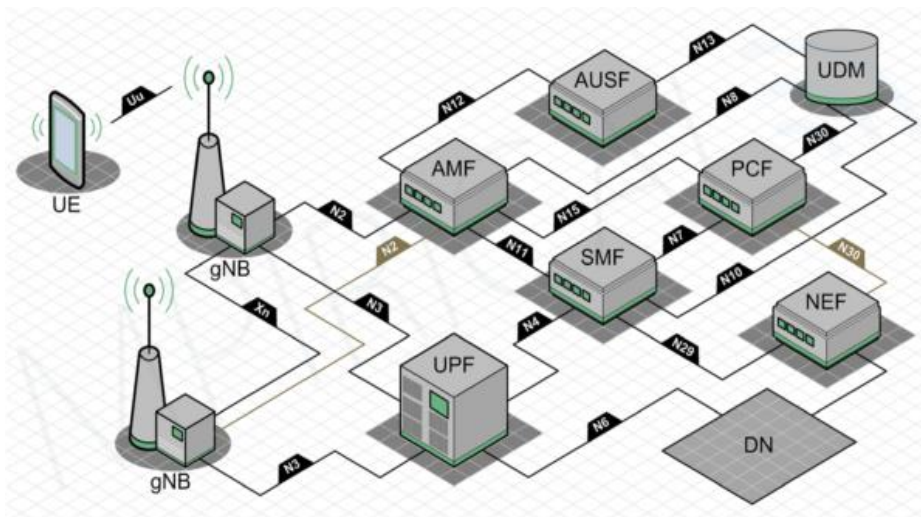 N13
UDM
AUSF
Uu
N12
N8
N30
AMF
PCF
UE
N2
N15
N2
N11
SMF
N7
N30
gNB
N10
NEF
Xn
N3
N4
N29
UPF
N6
DN
N3
gNB